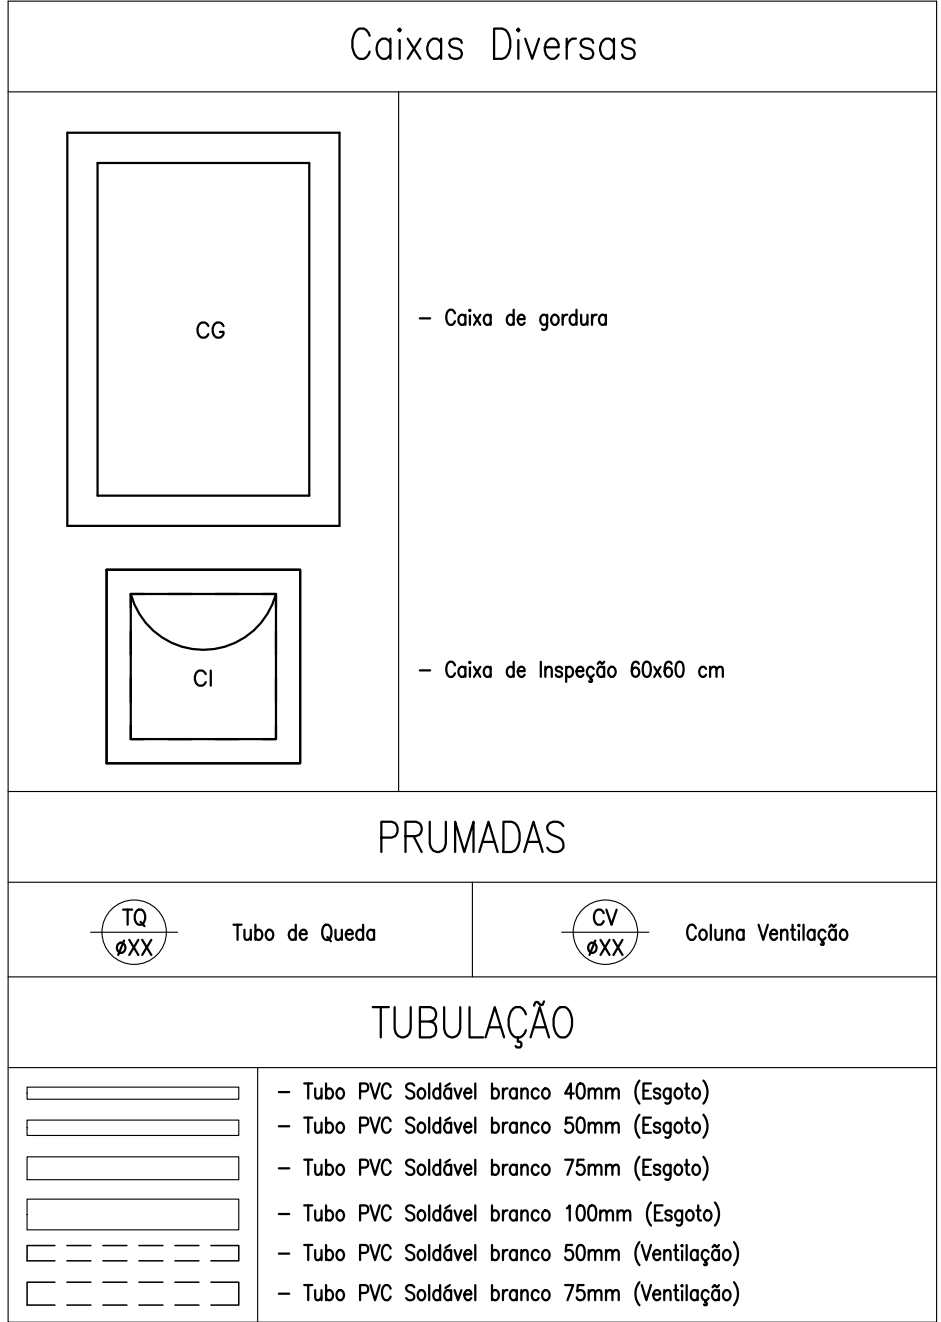 Caixas Diversas
CG
- Caixa de gordura
CI
- Caixa de Inspeção 60x60 cm
PRUMADAS
TQ
øXX
Tubo de Queda
CV
øXX
Coluna Ventilação
TUBULAÇÃO
- Tubo PVC Soldável branco 40mm (Esgoto)
- Tubo PVC Soldável branco 50mm (Esgoto)
- Tubo PVC Soldável branco 75mm (Esgoto)
- Tubo PVC Soldável branco 100mm (Esgoto)
- Tubo PVC Soldável branco 50mm (Ventilação)
- Tubo PVC Soldável branco 75mm (Ventilação)